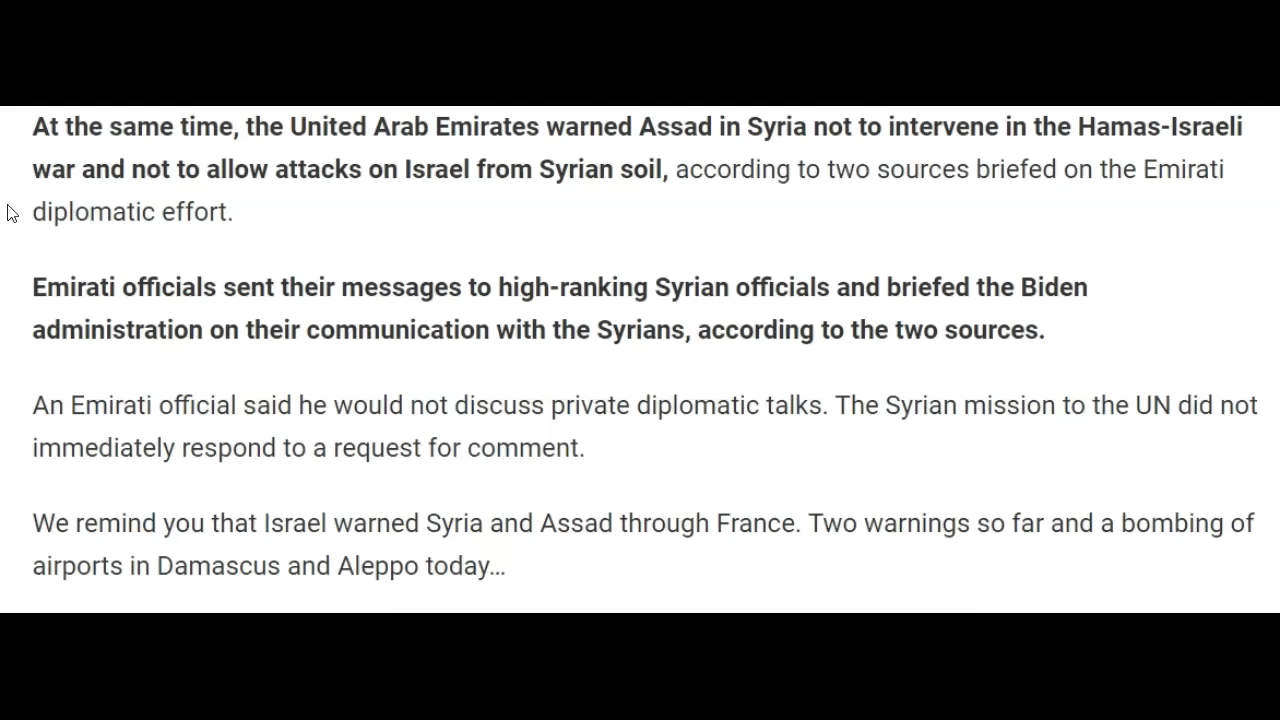 At the same time, the United Arab Emirates warned Assad in Syria not to intervene in the Hamas-Israeli
war and not to allow attacks on Israel from Syrian soil, according to two sources briefed on the Emirati
diplomatic effort.
Emirati officials sent their messages to high-ranking Syrian officials and briefed the Biden
administration on their communication with the Syrians, according to the two sources.
An Emirati official said he would not discuss private diplomatic talks. The Syrian mission to the UN did not
immediately respond to a request for comment.
We remind you that Israel warned Syria and Assad through France. Two warnings so far and a bombing of
airports in Damascus and Aleppo today…